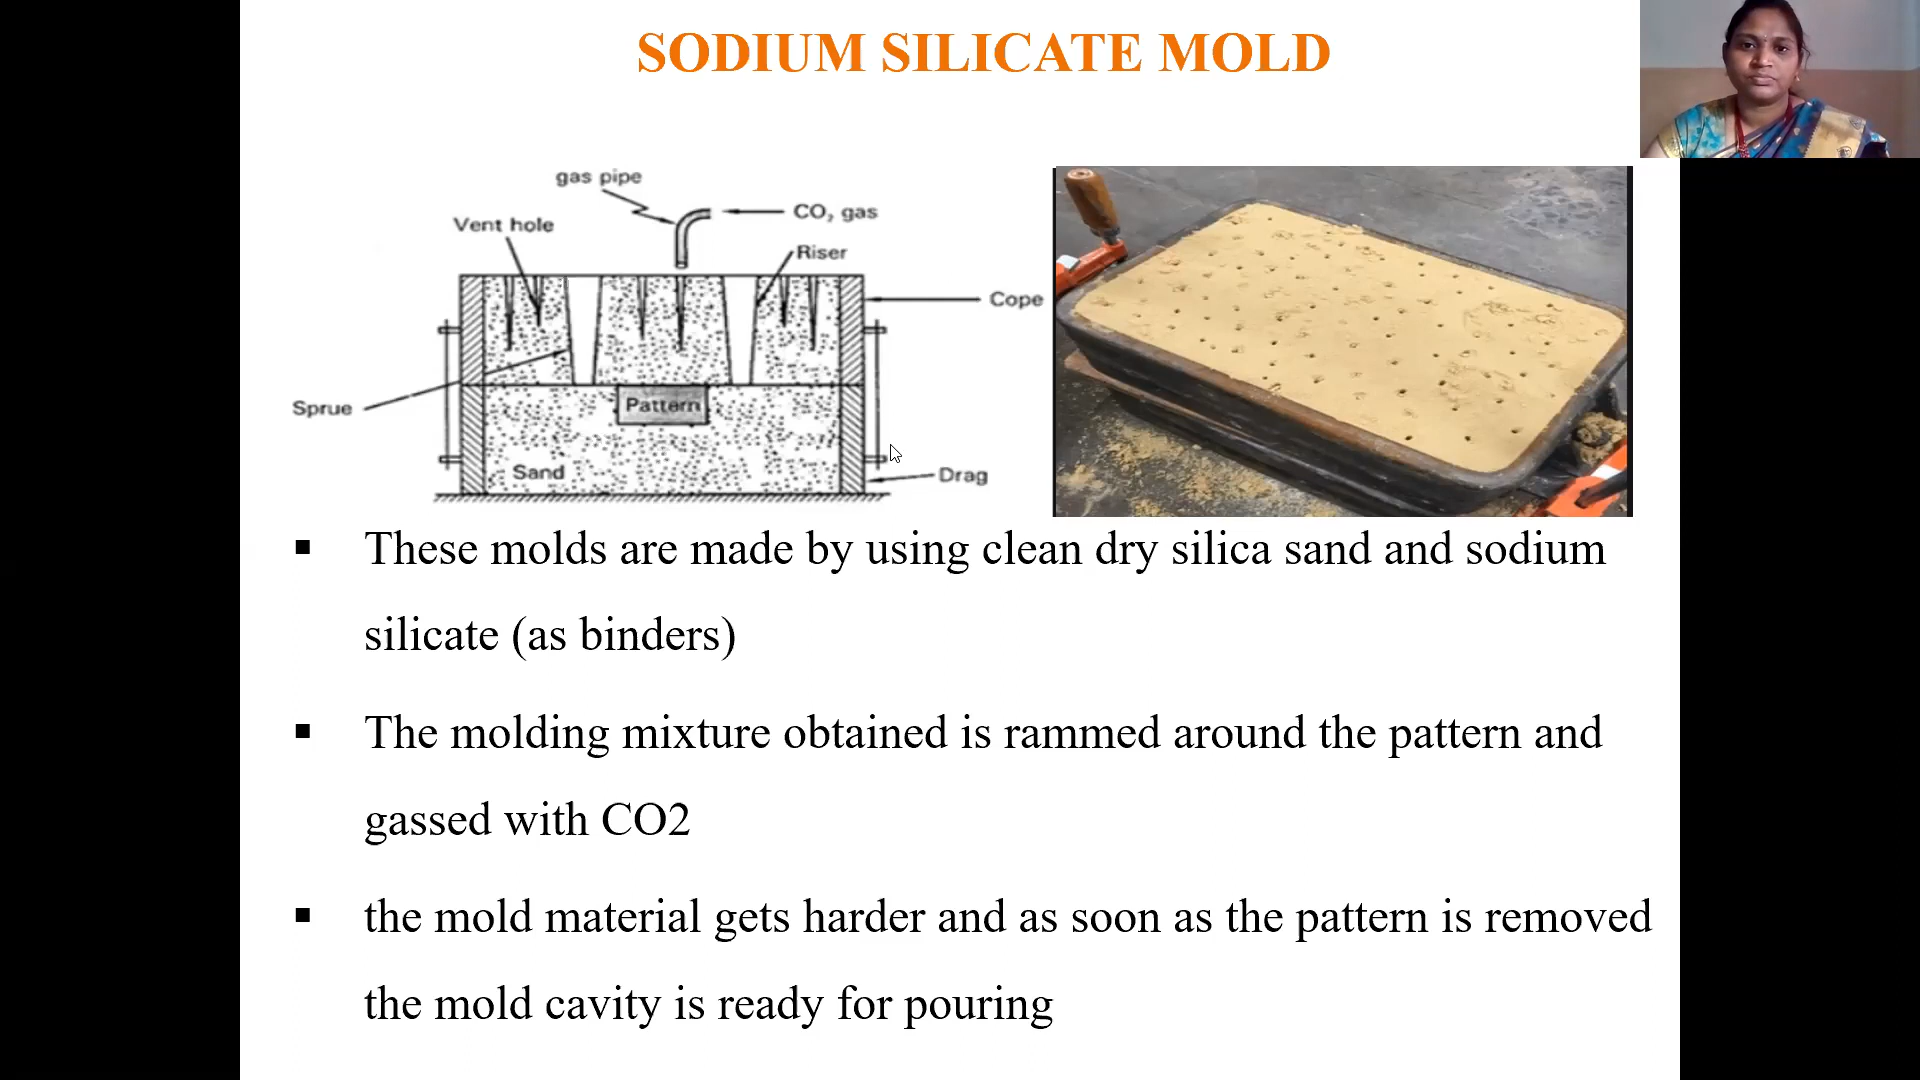 SODIUM SILICATE MOLD
gas pipe
CO₂ gas
Vent hole
Riser
Cope
Sprue
Pattern
Sand
Drag
▪ These molds are made by using clean dry silica sand and sodium
silicate (as binders)
▪ The molding mixture obtained is rammed around the pattern and
gassed with CO2
▪ the mold material gets harder and as soon as the pattern is removed
the mold cavity is ready for pouring